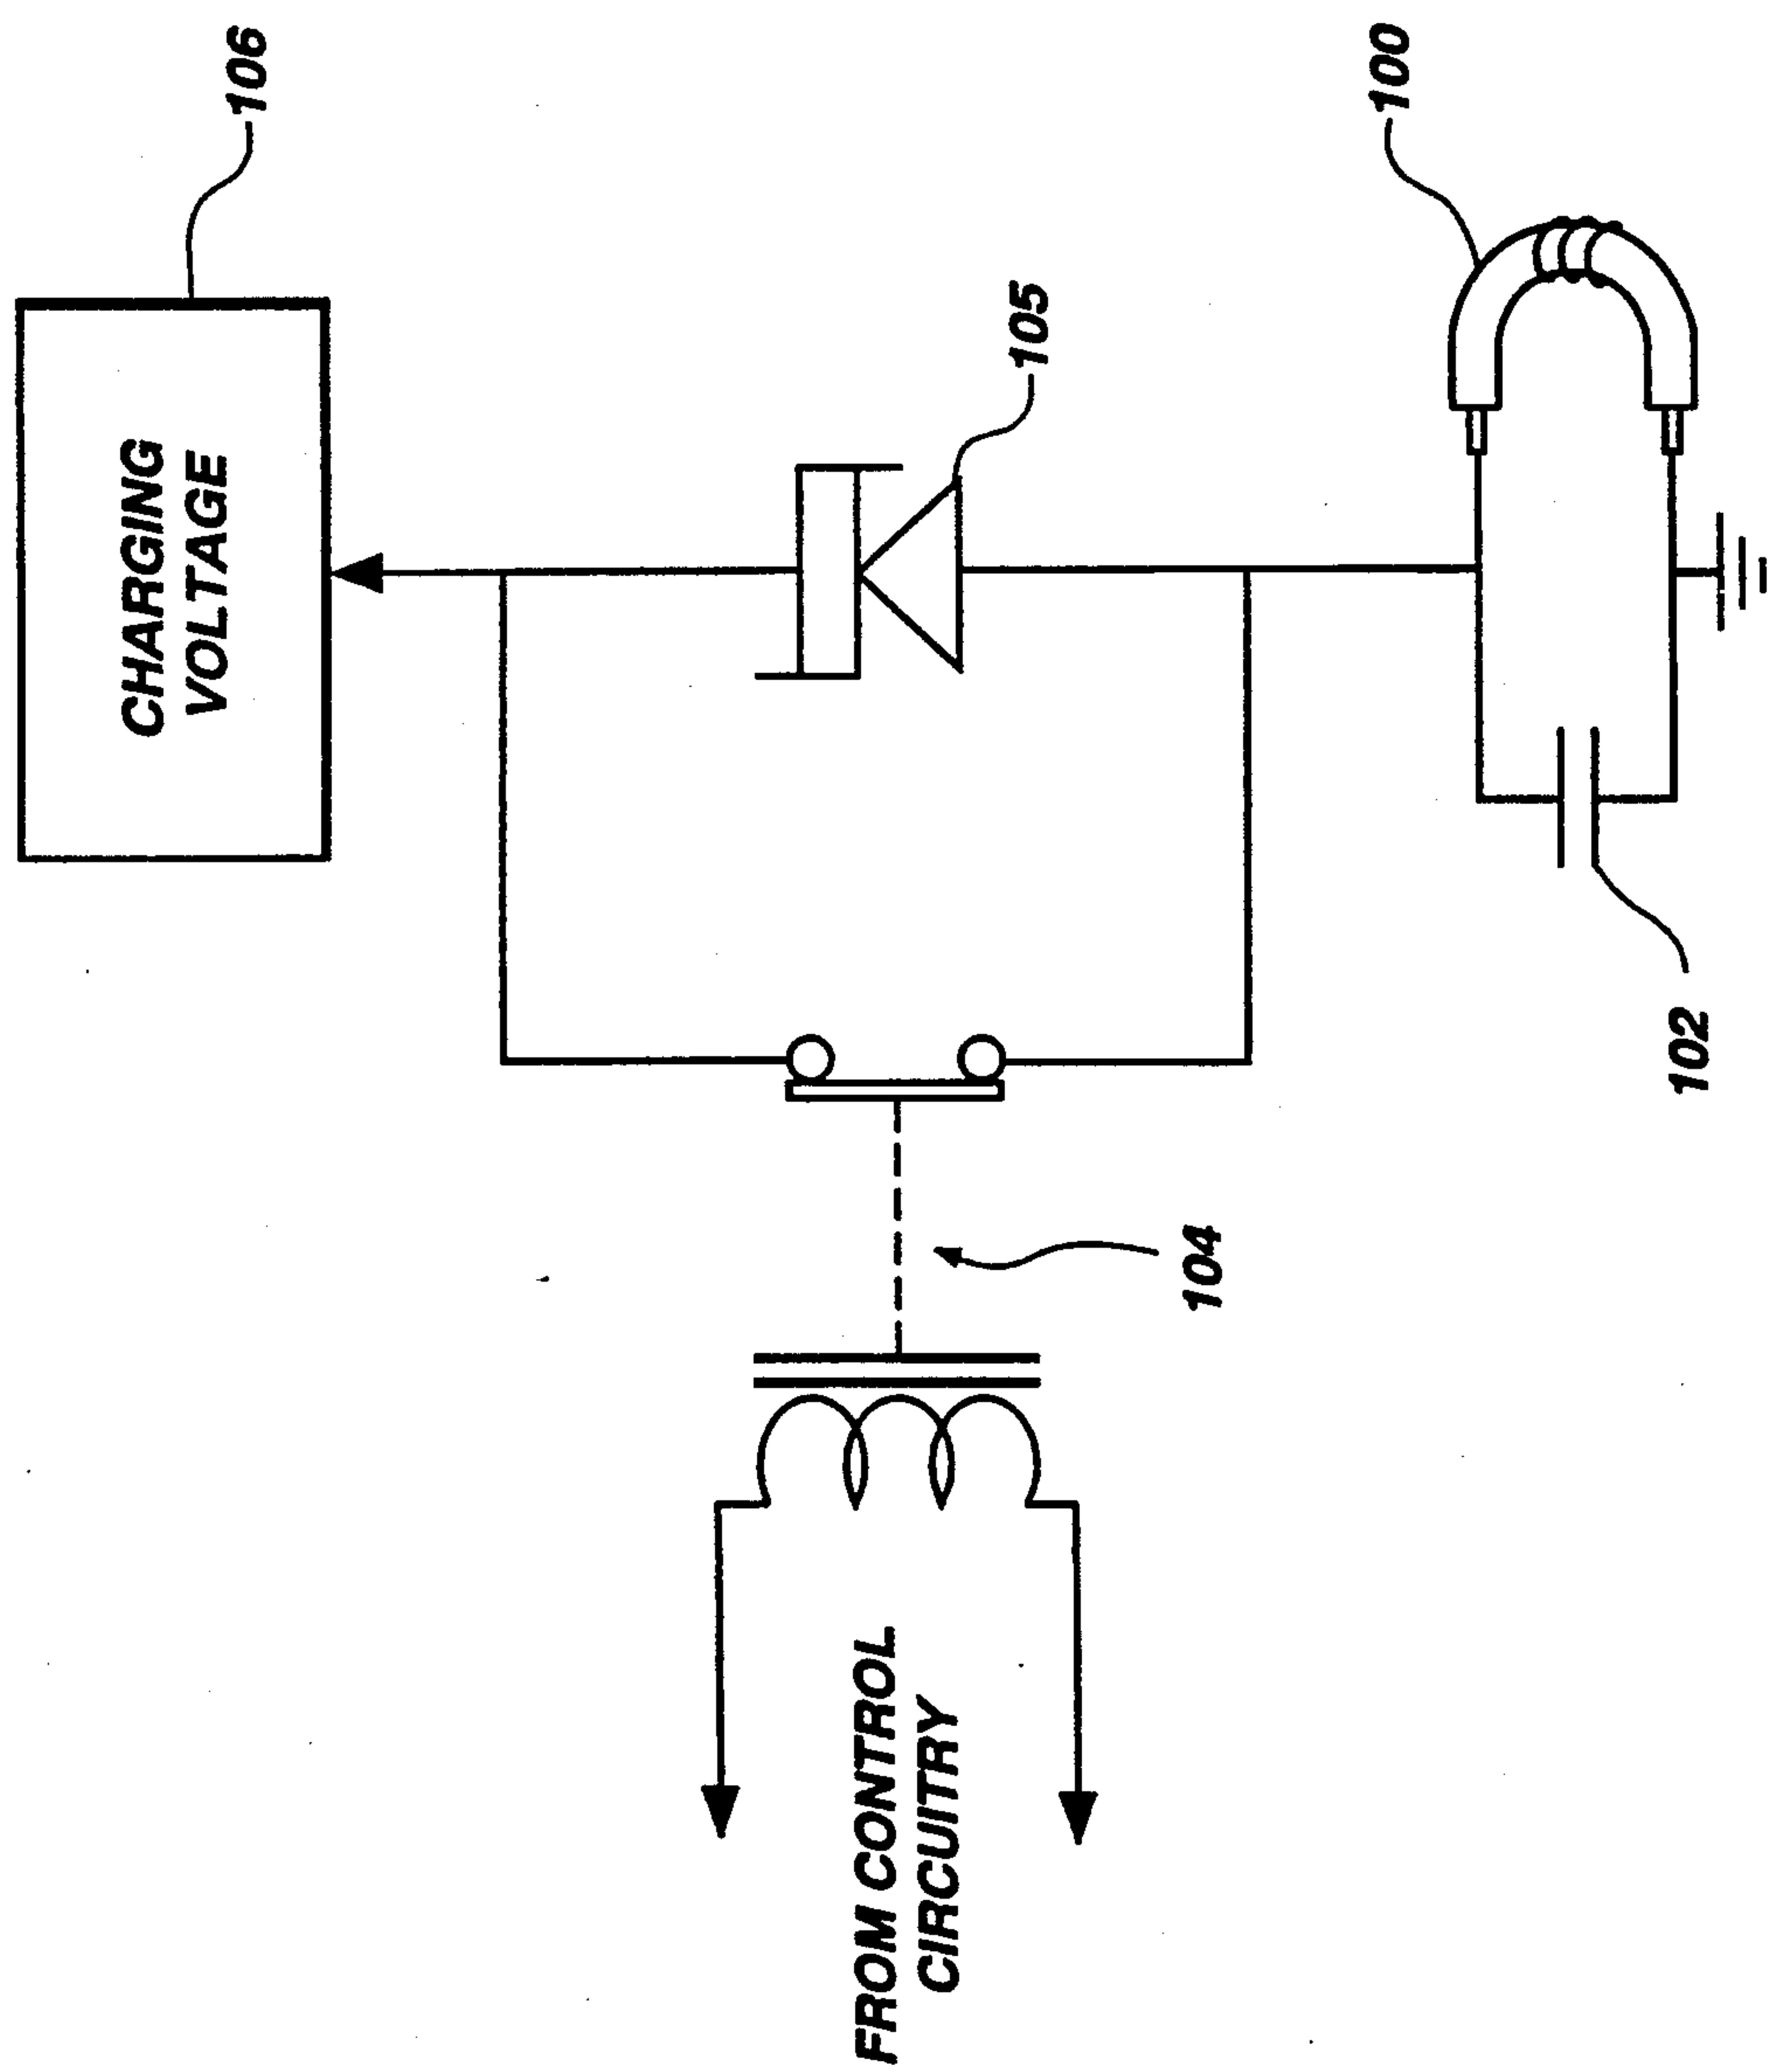 106
CHARGING
VOLTAGE
105
100
102
104
FROM CONTROL
CIRCUITRY